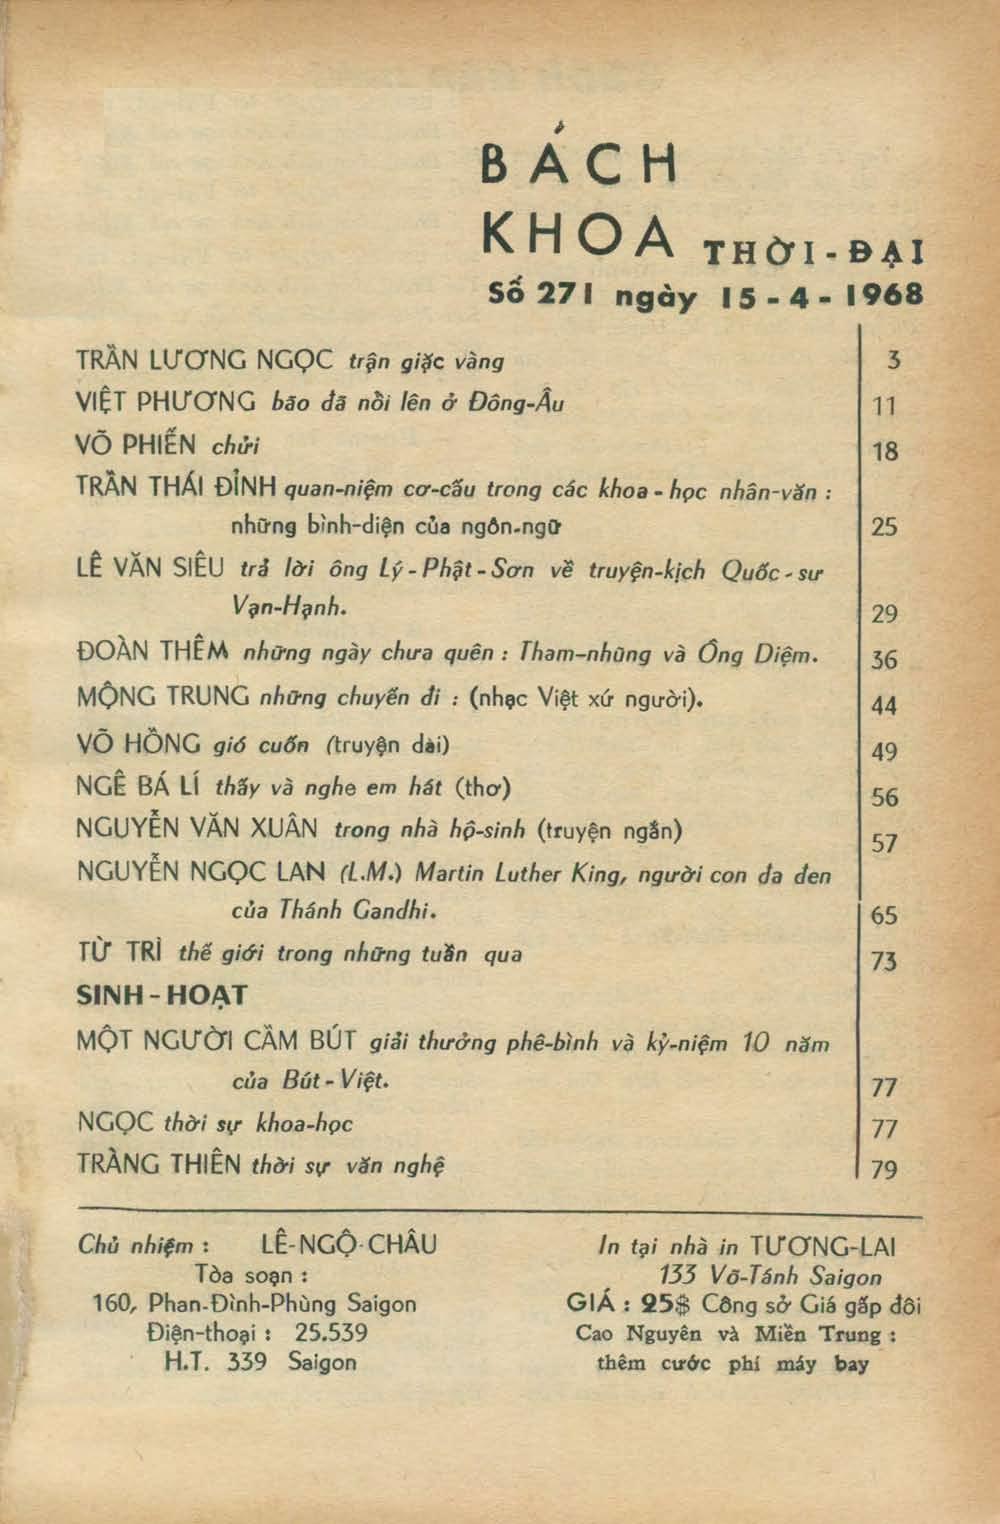 BÁCH
KHOA THỜI-ĐẠI
Số 271 ngày 15-4-1968
TRẦN LƯƠNG NGỌC trận giặc vàng 3
VIỆT PHƯƠNG bão đã nổi lên ở Đông-Âu 11
VÕ PHIẾN chửi 18
TRẦN THÁI ĐỈNH quan-niệm cơ-cấu trong các khoa-học nhân-văn :
những bình-diện của ngôn-ngữ 25
LÊ VĂN SIÊU trả lời ông Lý-Phật-Sơn về truyện-kịch Quốc-sư
Vạn-Hạnh. 29
ĐOÀN THÊM những ngày chưa quên : Tham-nhũng và Ông Diệm. 36
MỘNG TRUNG những chuyến đi : (nhạc Việt xứ người). 44
VÕ HỒNG gió cuốn (truyện dài) 49
NGÊ BÁ LÍ thấy và nghe em hát (thơ) 56
NGUYỄN VĂN XUÂN trong nhà hộ-sinh (truyện ngắn) 57
NGUYỄN NGỌC LAN (L.M.) Martin Luther King, người con da đen
của Thánh Gandhi. 65
TỪ TRÌ thế giới trong những tuần qua 73
SINH-HOẠT
MỘT NGƯỜI CẦM BÚT giải thưởng phê-bình và kỷ-niệm 10 năm
của Bút-Việt. 77
NGỌC thời sự khoa-học 77
TRÀNG THIÊN thời sự văn nghệ 79
Chủ nhiệm : LÊ-NGỘ-CHÂU
Tòa soạn :
160, Phan-Đình-Phùng Saigon
Điện-thoại : 25.539
H.T. 339 Saigon
In tại nhà in TƯƠNG-LAI
133 Võ-Tánh Saigon
GIÁ : 25$ Công sở Giá gấp đôi
Cao Nguyên và Miền Trung :
thêm cước phí máy bay